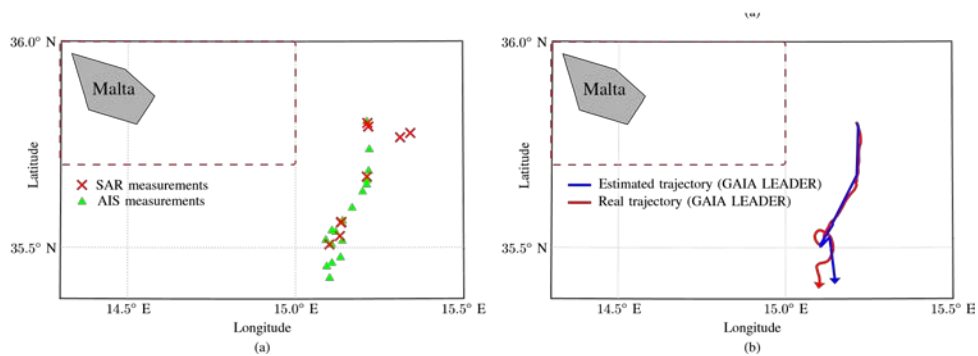 (a)
36.0° N
Malta
Latitude
SAR measurements
AIS measurements
35.5° N
14.5° E
15.0° E
15.5° E
Longitude
(a)
36.0° N
Malta
Latitude
Estimated trajectory (GAIA LEADER)
Real trajectory (GAIA LEADER)
35.5° N
14.5° E
15.0° E
15.5° E
Longitude
(b)